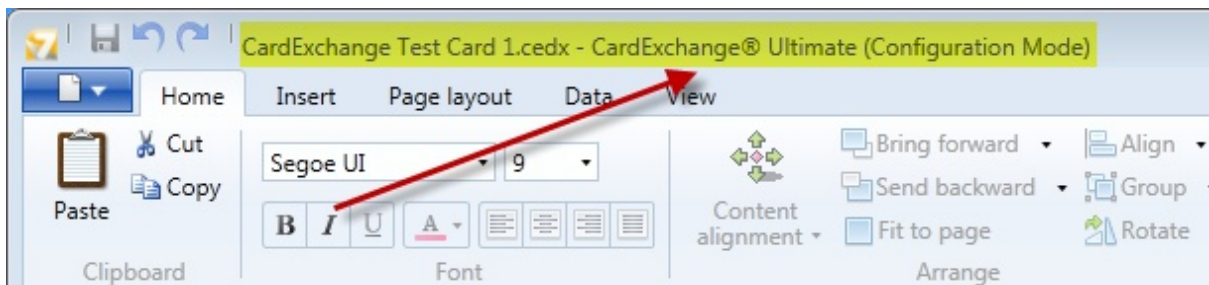 CardExchange Test Card 1.cedx - CardExchange® Ultimate (Configuration Mode)
Home Insert Page layout Data View
Paste
Cut
Copy
Clipboard
Segoe UI 9
B I U A
Font
Content
alignment
Bring forward
Send backward
Fit to page
Align
Group
Rotate
Arrange